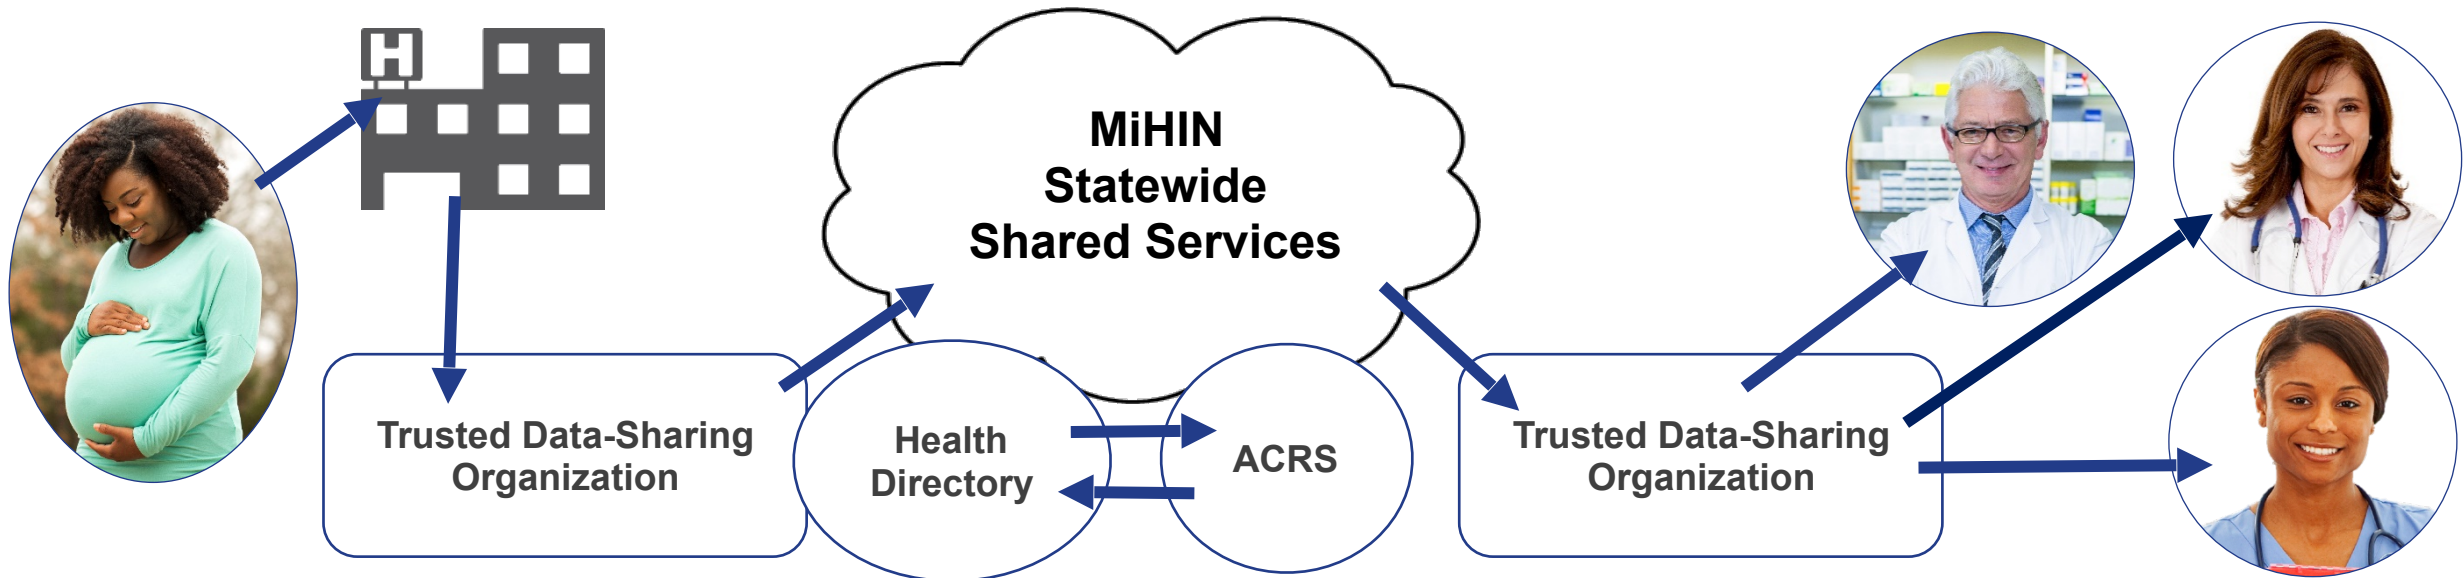 H
MiHIN
Statewide
Shared Services
Trusted Data-Sharing
Organization
Health
Directory
ACRS
Trusted Data-Sharing
Organization